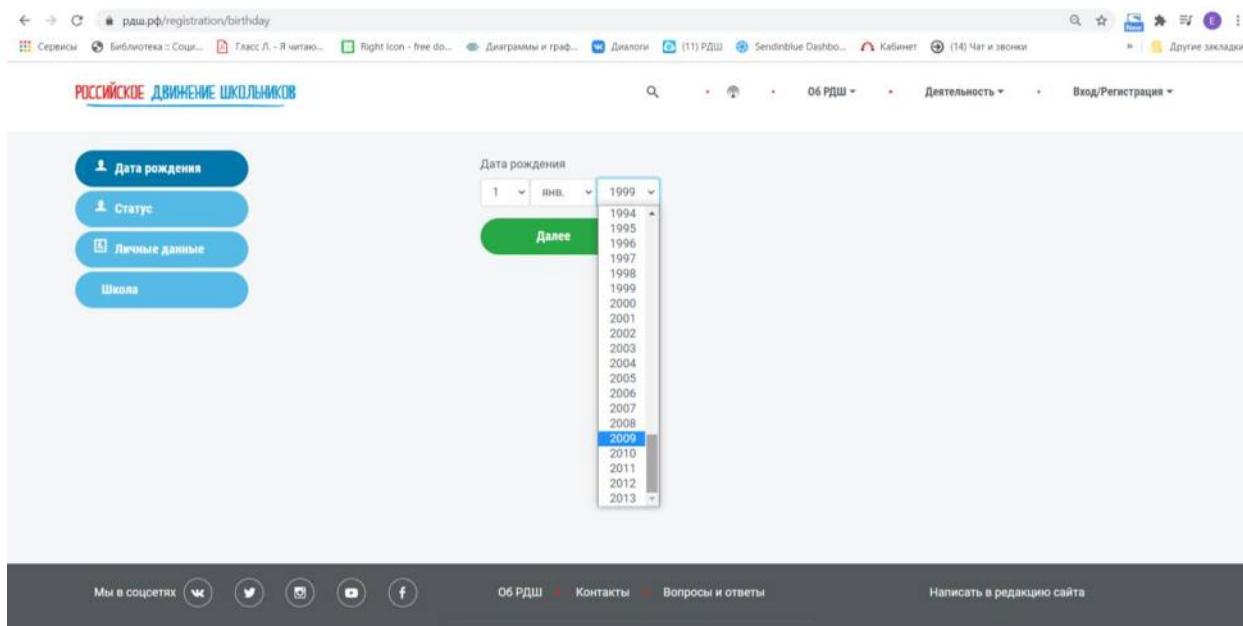 рдш.рф/registration/birthday
Сервисы Библиотека :: Соци... Гласс Л. - Я читаю... Right Icon - free do... Диаграммы и граф... Диалоги (11) РДШ Sendinblue Dashbo... Кабинет (14) Чат и звонки » Другие закладки
New
E
РОССИЙСКОЕ ДВИЖЕНИЕ ШКОЛЬНИКОВ
Об РДШ Деятельность Вход/Регистрация
Дата рождения
Статус
Личные данные
Школа
Дата рождения
1 янв. 1999
Далее
1994
1995
1996
1997
1998
1999
2000
2001
2002
2003
2004
2005
2006
2007
2008
2009
2010
2011
2012
2013
Мы в соцсетях Об РДШ Контакты Вопросы и ответы Написать в редакцию сайта